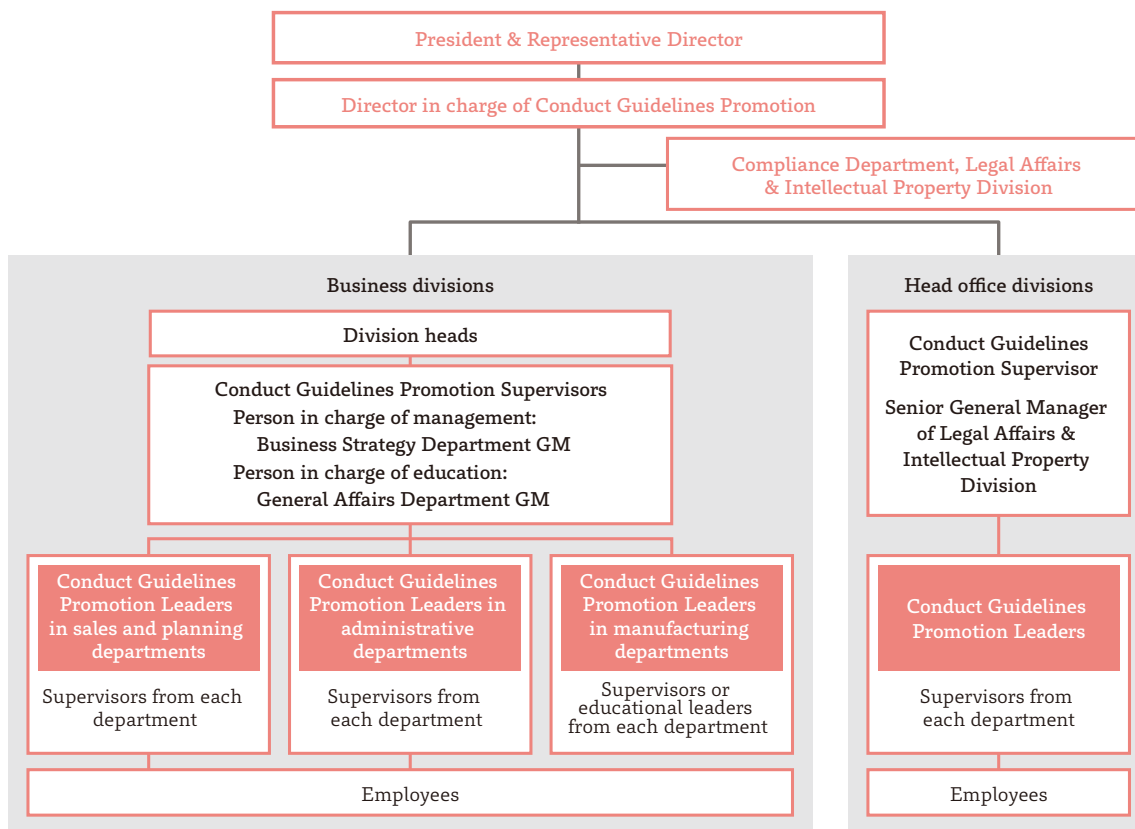 President & Representative Director
Director in charge of Conduct Guidelines Promotion
Compliance Department, Legal Affairs
& Intellectual Property Division
Business divisions
Division heads
Conduct Guidelines Promotion Supervisors
Person in charge of management:
Business Strategy Department GM
Person in charge of education:
General Affairs Department GM
Conduct Guidelines
Promotion Leaders
in sales and planning
departments
Supervisors from each
department
Conduct Guidelines
Promotion Leaders in
administrative
departments
Supervisors from
each department
Conduct Guidelines
Promotion Leaders
in manufacturing
departments
Supervisors or
educational leaders
from each department
Employees
Head office divisions
Conduct Guidelines
Promotion Supervisor
Senior General Manager
of Legal Affairs &
Intellectual Property
Division
Conduct Guidelines
Promotion Leaders
Supervisors from
each department
Employees